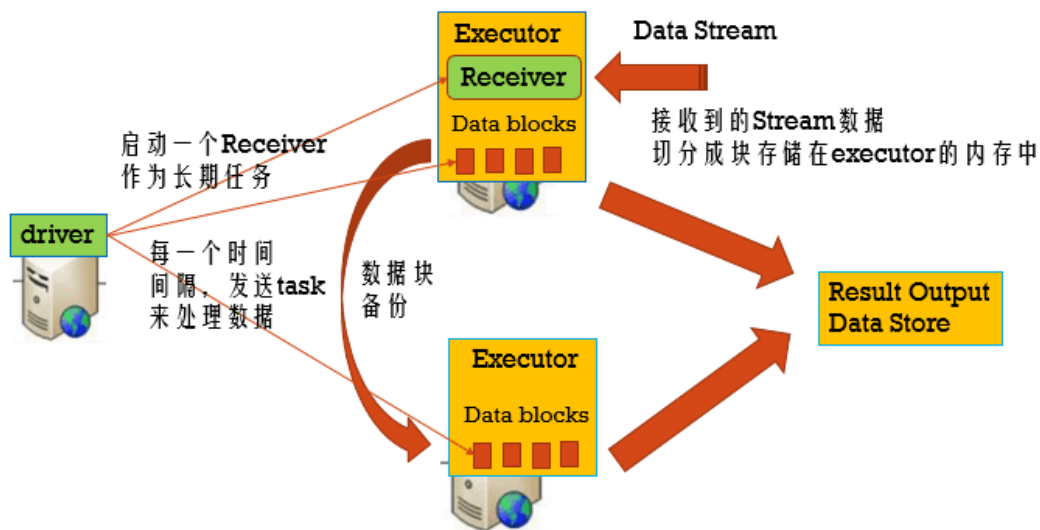 Executor
Receiver
Data blocks
Data Stream
接收到的Stream数据
切分成块存储在executor的内存中
启动一个Receiver
作为长期任务
driver
每一个时间
间隔，发送task
来处理数据
数据块
备份
Result Output
Data Store
Executor
Data blocks